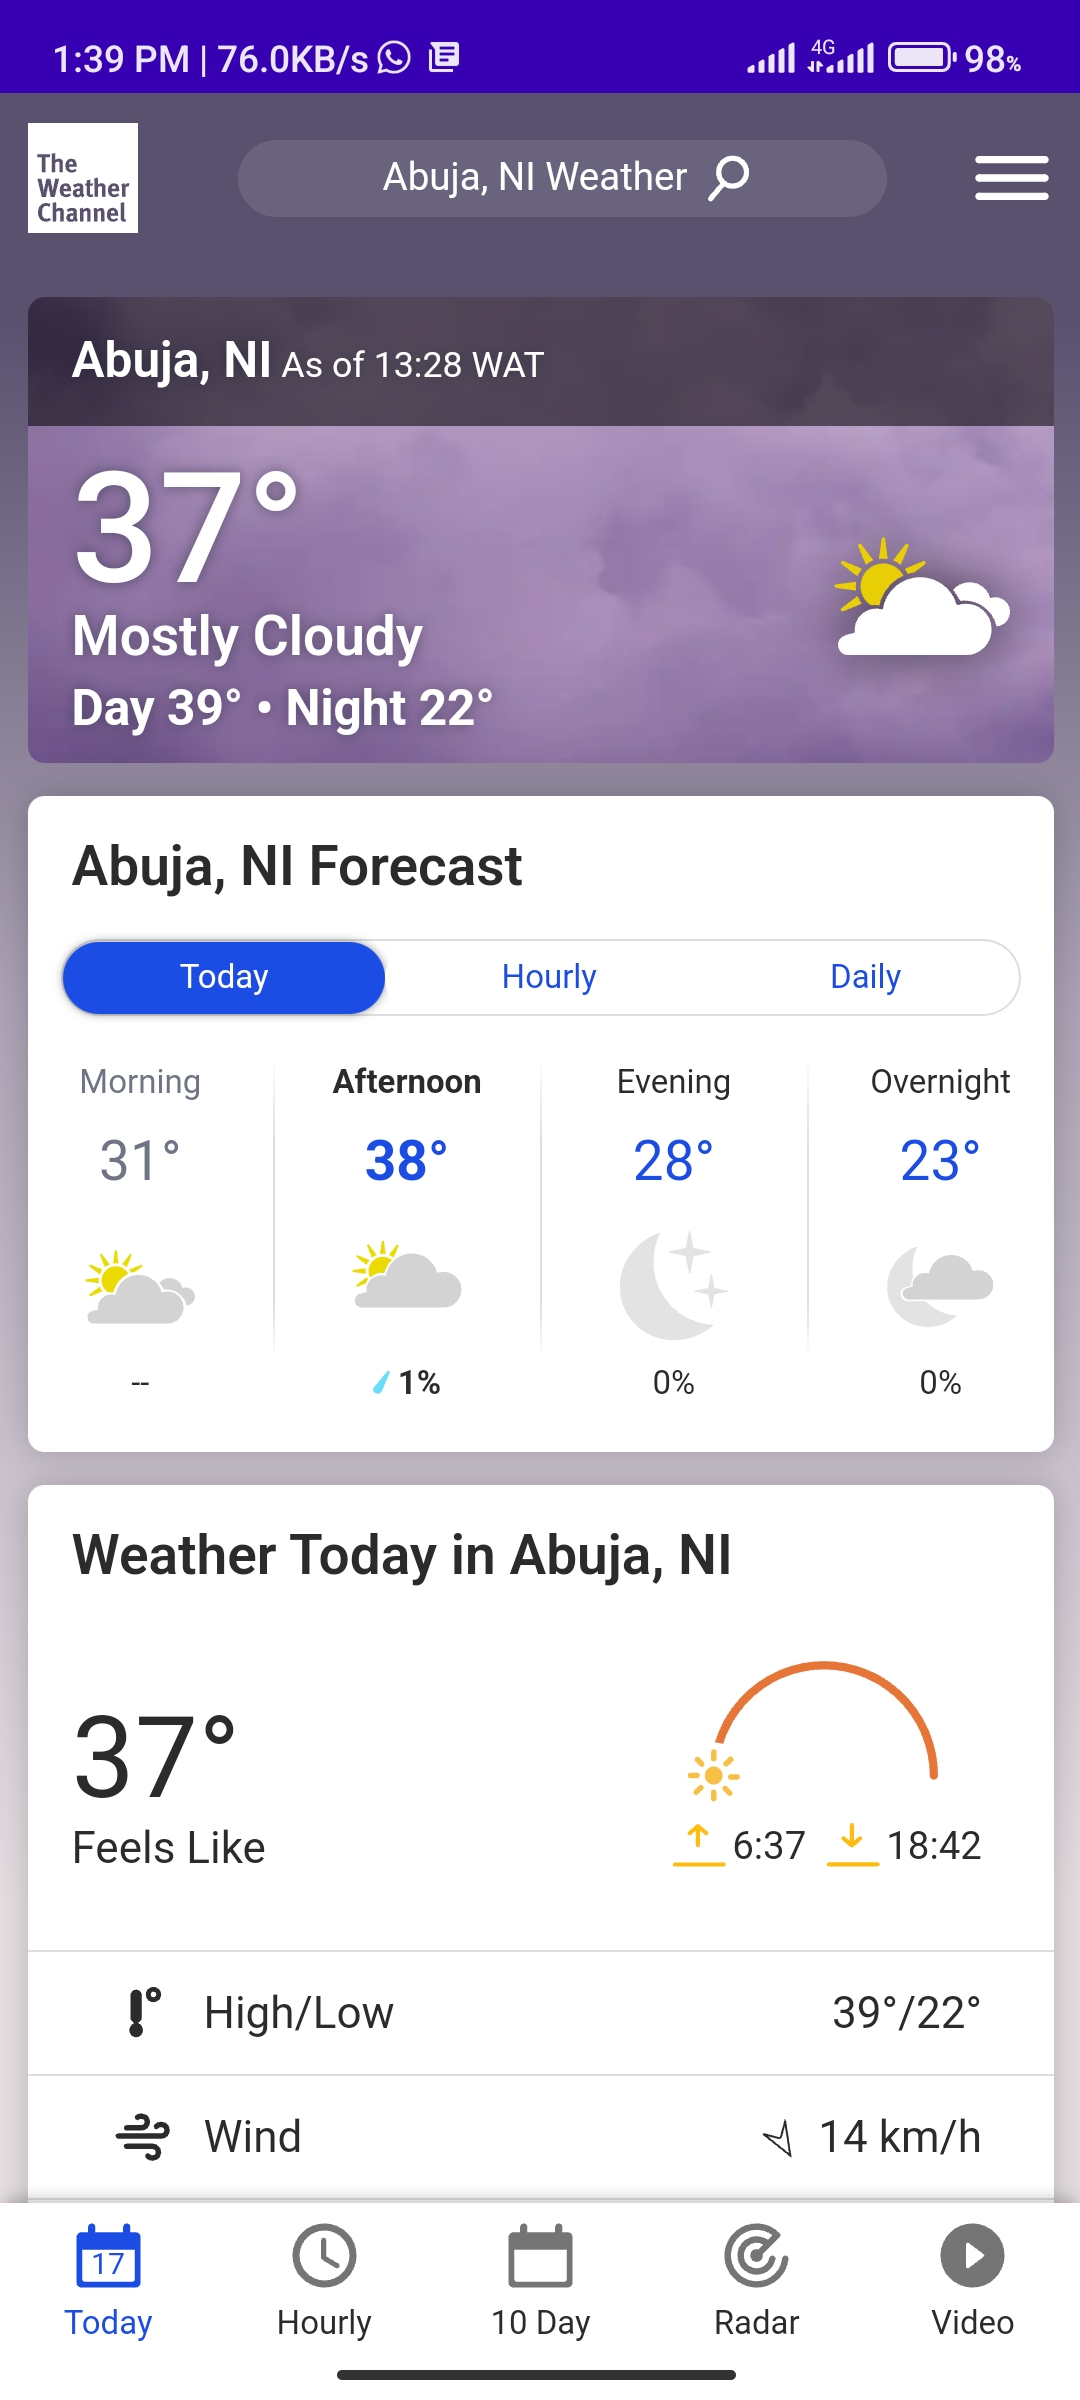 1:39 PM | 76.0KB/s 4G 98%
The
Weather
Channel
Abuja, NI Weather
Abuja, NI As of 13:28 WAT
37°
Mostly Cloudy
Day 39° • Night 22°
Abuja, NI Forecast
Today Hourly Daily
Morning Afternoon Evening Overnight
31° 38° 28° 23°
-- 1% 0% 0%
Weather Today in Abuja, NI
37°
Feels Like
6:37 18:42
High/Low 39°/22°
Wind 14 km/h
17
Today Hourly 10 Day Radar Video